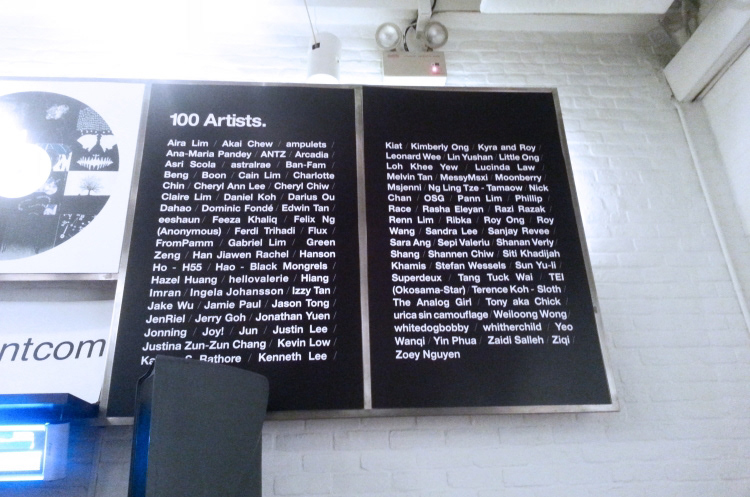 100 Artists.
Aira Lim / Akai Chew / ampulets /
Ana-Maria Pandey / ANTZ / Arcadia /
Asri Scola / astralrae / Ban-Fam /
Beng / Boon / Cain Lim / Charlotte
Chin / Cheryl Ann Lee / Cheryl Chiw /
Claire Lim / Daniel Koh / Darius Ou /
Dahao / Dominic Fondé / Edwin Tan /
eeshaun / Feeza Khaliq / Felix Ng
(Anonymous) / Ferdi Trihadi / Flux /
FromPamm / Gabriel Lim / Green
Zeng / Han Jiawen Rachel / Hanson
Ho - H55 / Hao - Black Mongrels /
Hazel Huang / hellovalerie / Hiang /
Imran / Ingela Johansson / Izzy Tan /
Jake Wu / Jamie Paul / Jason Tong /
JenRiel / Jerry Goh / Jonathan Yuen /
Jonning / Joy! / Jun / Justin Lee /
Justina Zun-Zun Chang / Kevin Low /
S. Rathore / Kenneth Lee /
Kiat / Kimberly Ong / Kyra and Roy /
Leonard Wee / Lin Yushan / Little Ong /
Loh Khee Yew / Lucinda Law /
Melvin Tan / MessyMsxi / Moonberry /
Msjenni / Ng Ling Tze - Tamaow / Nick
Chan / OSG / Pann Lim / Phillip
Race / Rasha Eleyan / Razi Razak /
Renn Lim / Ribka / Roy Ong / Roy
Wang / Sandra Lee / Sanjay Revee /
Sara Ang / Sepi Valeriu / Shanan Verly /
Shang / Shannen Chiw / Siti Khadijah
Khamis / Stefan Wessels / Sun Yu-li /
Superdeux / Tang Tuck Wai / TEI
(Okosama-Star) / Terence Koh - Sloth /
The Analog Girl / Tony aka Chick /
urica sin camouflage / Weiloong Wong /
whitedogbobby / whitherchild / Yeo
Wanqi / Yin Phua / Zaidi Salleh / Ziqi /
Zoey Nguyen
ntcom